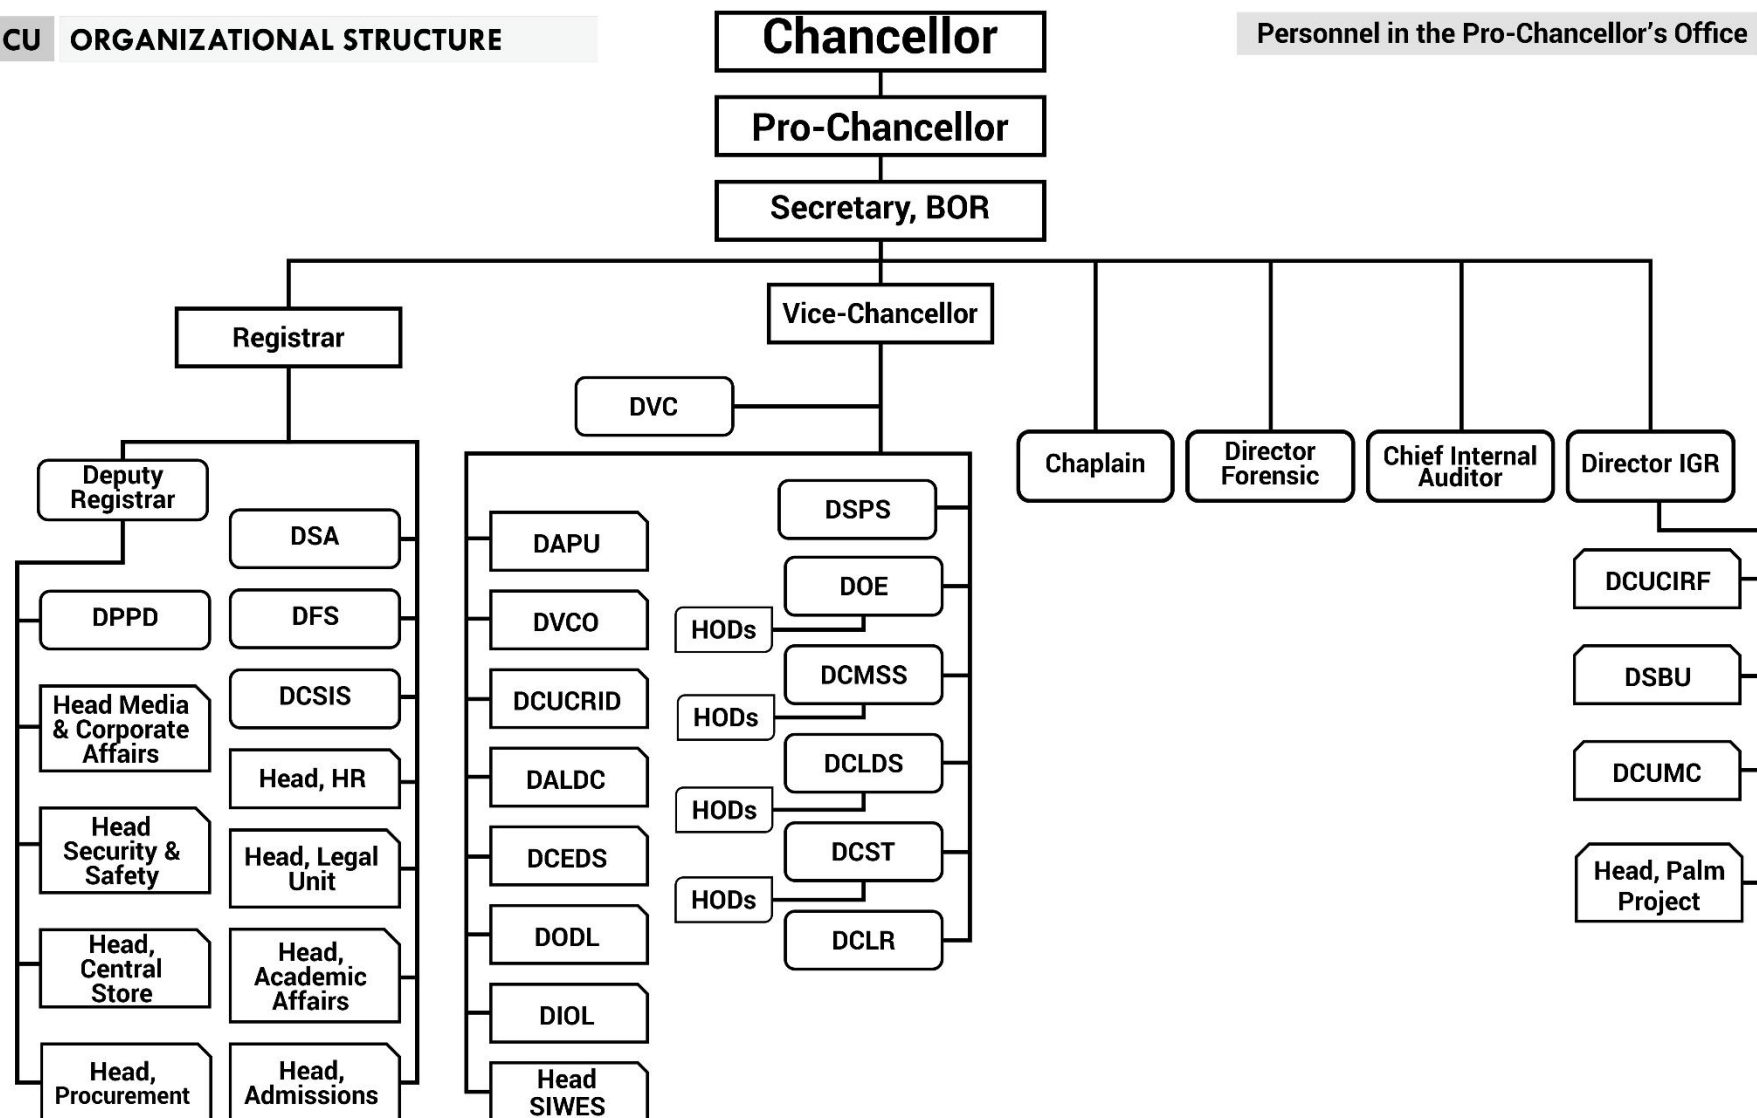 CU ORGANIZATIONAL STRUCTURE
Personnel in the Pro-Chancellor's Office
Chancellor
Pro-Chancellor
Secretary, BOR
Registrar
Vice-Chancellor
DVC
Chaplain
Director
Forensic
Chief Internal
Auditor
Director IGR
Deputy
Registrar
DPPD
Head Media
& Corporate
Affairs
Head
Security &
Safety
Head,
Central
Store
Head,
Procurement
DSA
DFS
DCSIS
Head, HR
Head, Legal
Unit
Head,
Academic
Affairs
Head,
Admissions
DAPU
DVCO
DCUCRID
DALDC
DCEDS
DODL
DIOL
Head
SIWES
DSPS
DOE
HODs
DCMSS
HODs
DCLDS
HODs
DCST
HODs
DCLR
DCUCIRF
DSBU
DCUMC
Head, Palm
Project